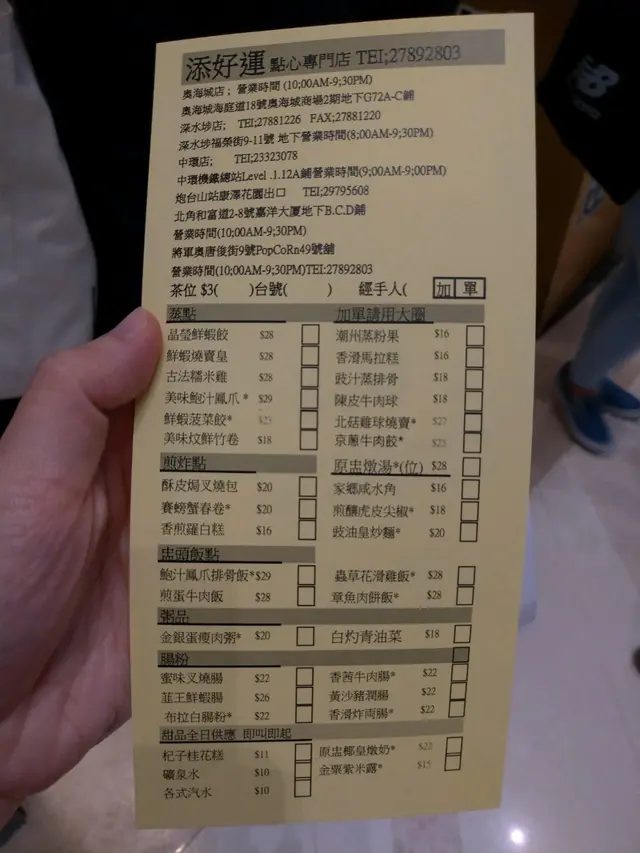 添好運 點心專門店 TEI;27892803
奧海城店; 營業時間 (10;00AM-9;30PM)
奧海城海庭道18號奧海城商場2期地下G72A-C鋪
深水埗店; TEI;27881226 FAX;27881220
深水埗福榮街9-11號 地下營業時間(8;00AM-9;30PM)
中環店; TEI;23323078
中環機鐵總站Level .1.12A鋪營業時間(9;00AM-9;00PM)
炮台山站康澤花園出口 TEI;29795608
北角和富道2-8號嘉洋大厦地下B.C.D鋪
營業時間(10;00AM-9;30PM)
將軍奧唐俊街9號PopCoRn49號舖
營業時間(10;00AM-9;30PM)TEI:27892803
茶位 $3( )台號( ) 經手人( 加 單
蒸點 加單請用大圈
晶瑩鮮蝦餃 $28 潮州蒸粉果 $16
鮮蝦燒賣皇 $28 香滑馬拉糕 $16
古法糯米雞 $28 豉汁蒸排骨 $18
美味鮑汁鳳爪* $29 陳皮牛肉球 $18
鮮蝦菠菜餃* 北菇雞球燒賣*
美味炆鮮竹卷 $18 京蔥牛肉餃*
煎炸點 原盅燉湯*(位) $28
酥皮焗叉燒包 $20 家鄉咸水角 $16
賽螃蟹春卷* $20 煎釀虎皮尖椒* $18
香煎羅白糕 $16 豉油皇炒麵* $20
盅頭飯點
鮑汁鳳爪排骨飯*$29 蟲草花滑雞飯* $28
煎蛋牛肉飯 $28 章魚肉餅飯* $28
粥品
金銀蛋瘦肉粥* $20 白灼青油菜 $18
腸粉
蜜味叉燒腸 $22 香茜牛肉腸* $22
韮王鮮蝦腸 $26 黃沙豬潤腸 $22
布拉白腸粉* $22 香滑炸両腸* $22
甜品全日供應 即叫即起
杞子桂花糕 $11 原盅椰皇燉奶* $22
礦泉水 $10 金粟紫米露* $15
各式汽水 $10